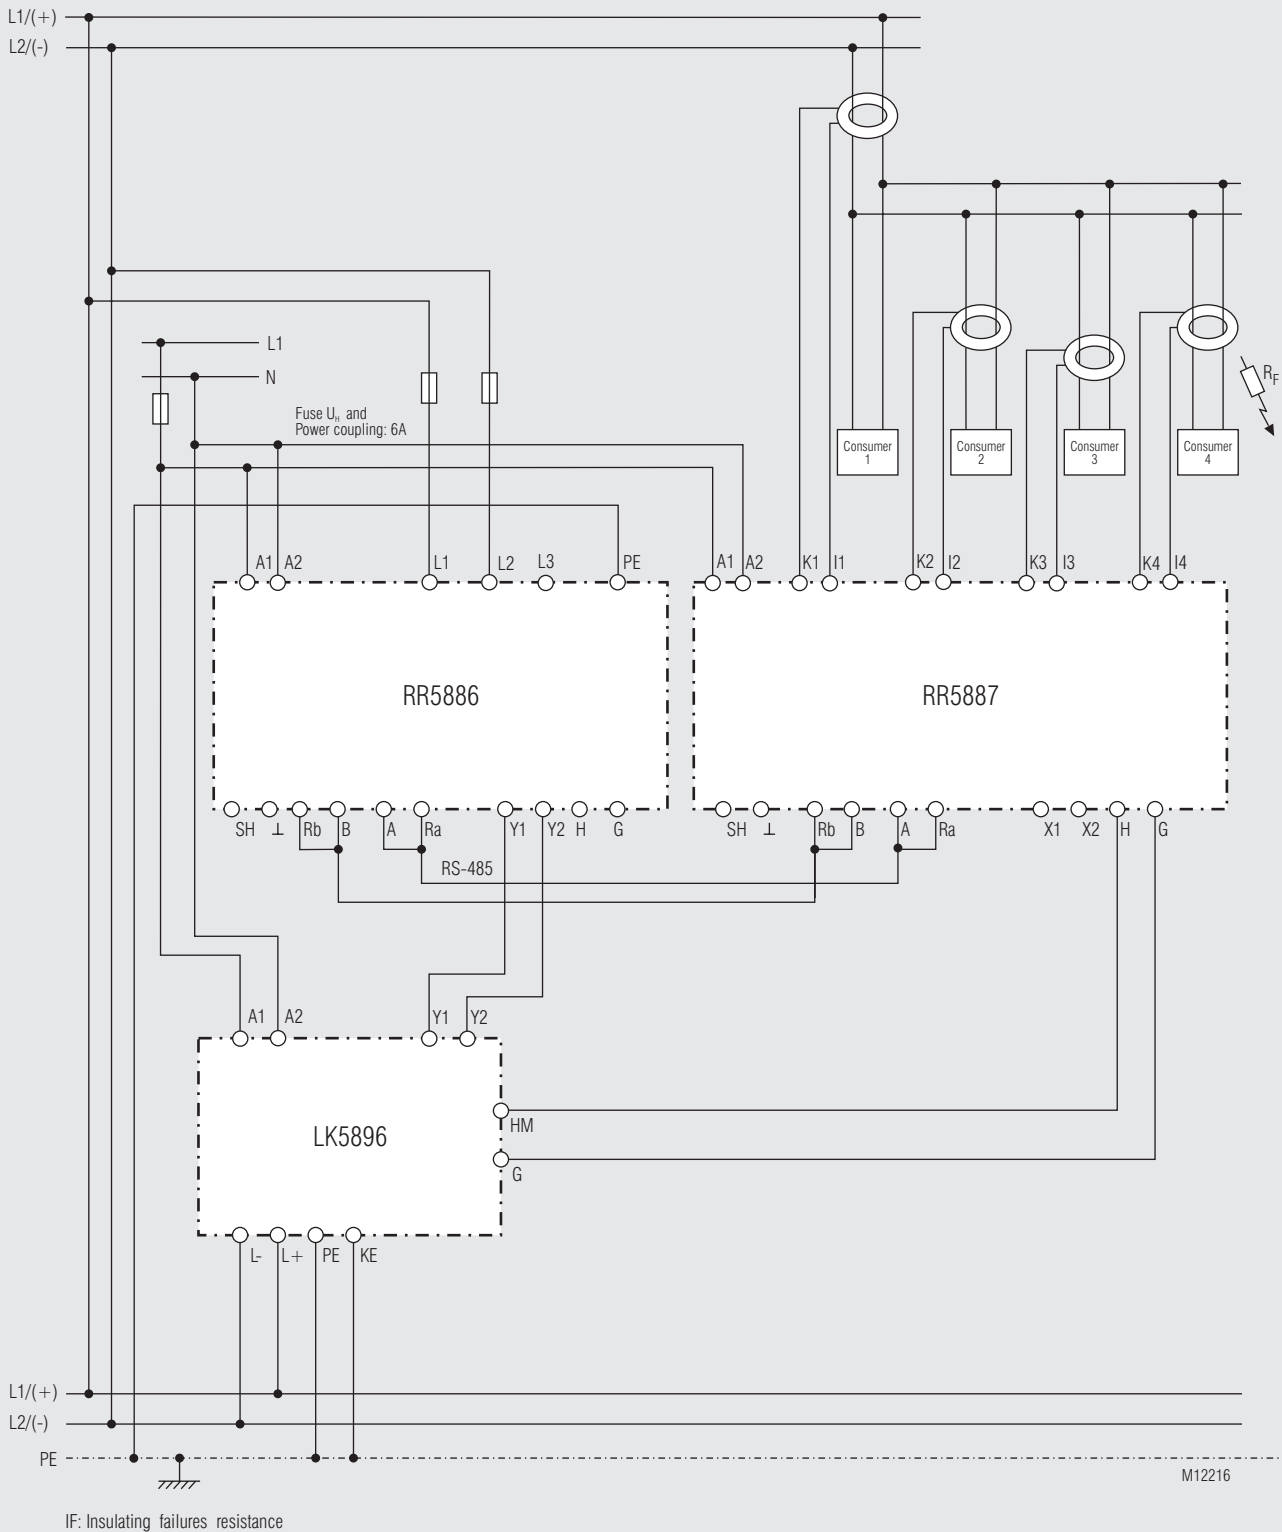 L1/(+)
L2/(-)
L1
N
Fuse UH and
Power coupling: 6A
RF
Consumer
1
Consumer
2
Consumer
3
Consumer
4
A1 A2 L1 L2 L3 PE
A1 A2 K1 I1 K2 I2 K3 I3 K4 I4
RR5886
RR5887
SH ⊥ Rb B A Ra Y1 Y2 H G
SH ⊥ Rb B A Ra X1 X2 H G
RS-485
A1 A2 Y1 Y2
LK5896
HM
G
L- L+ PE KE
L1/(+)
L2/(-)
PE
M12216
IF: Insulating failures resistance